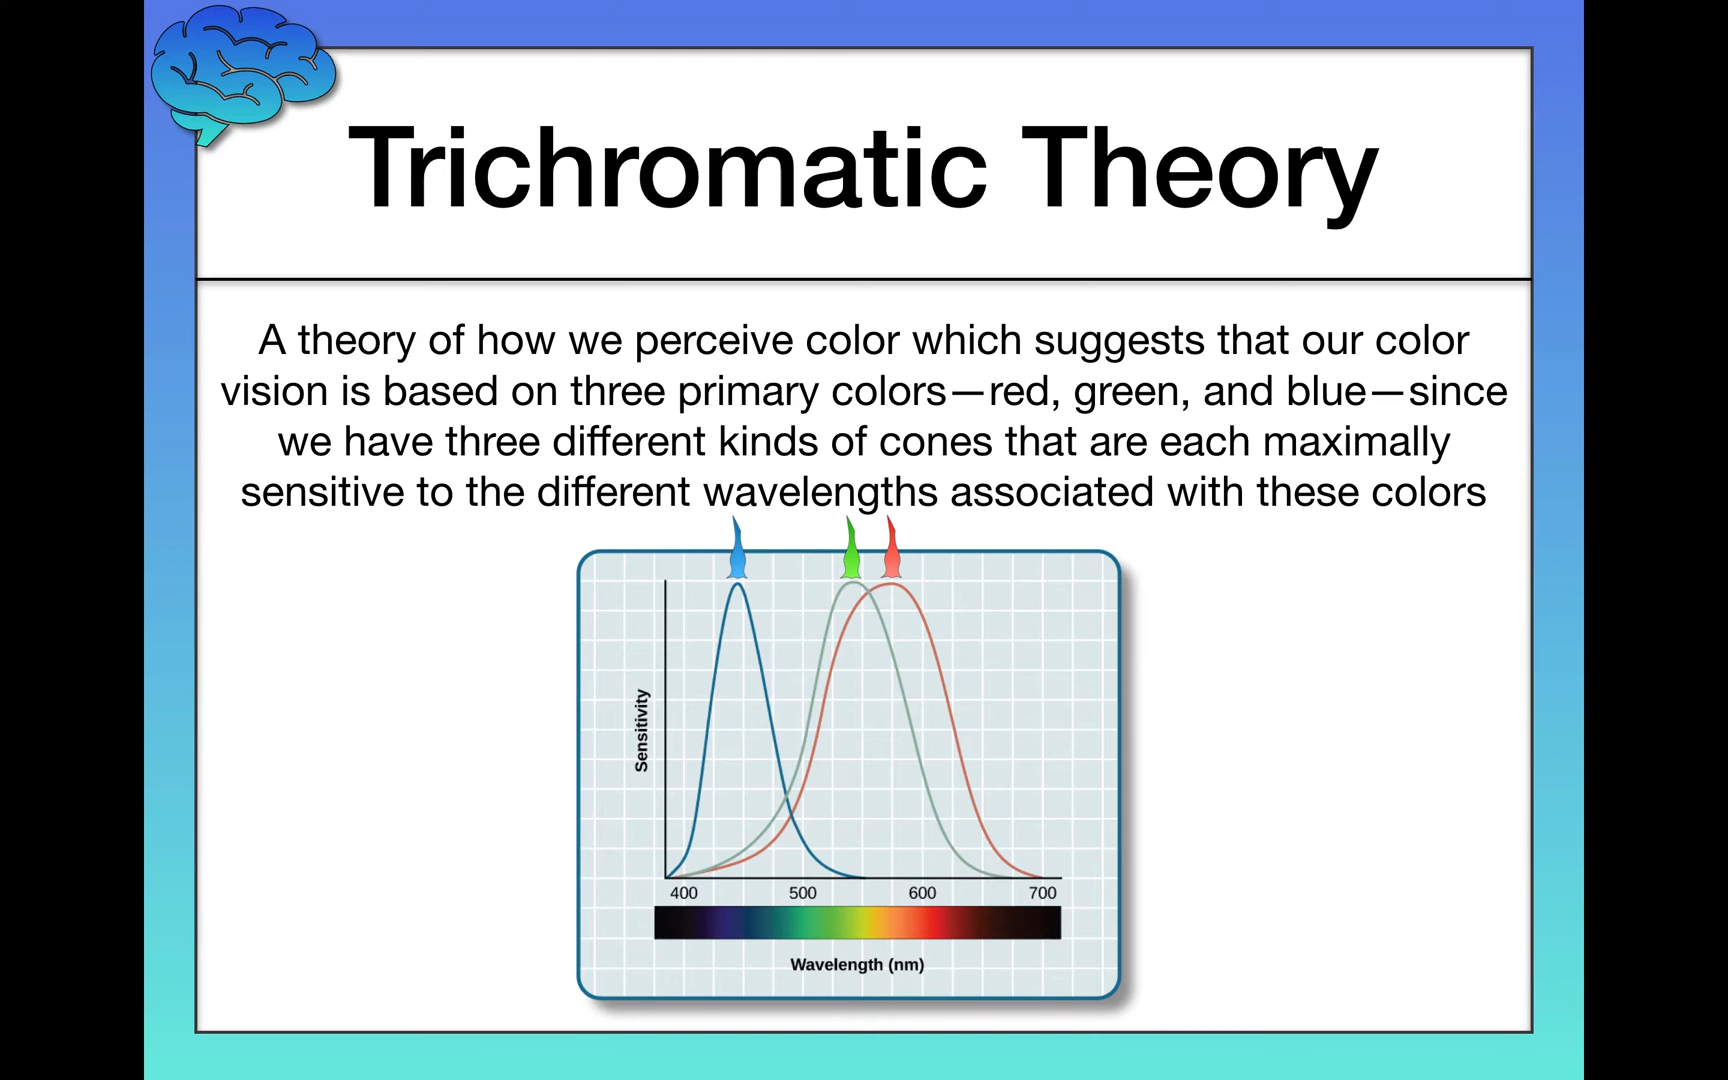 Trichromatic Theory
A theory of how we perceive color which suggests that our color
vision is based on three primary colors—red, green, and blue—since
we have three different kinds of cones that are each maximally
sensitive to the different wavelengths associated with these colors
Sensitivity
400 500 600 700
Wavelength (nm)